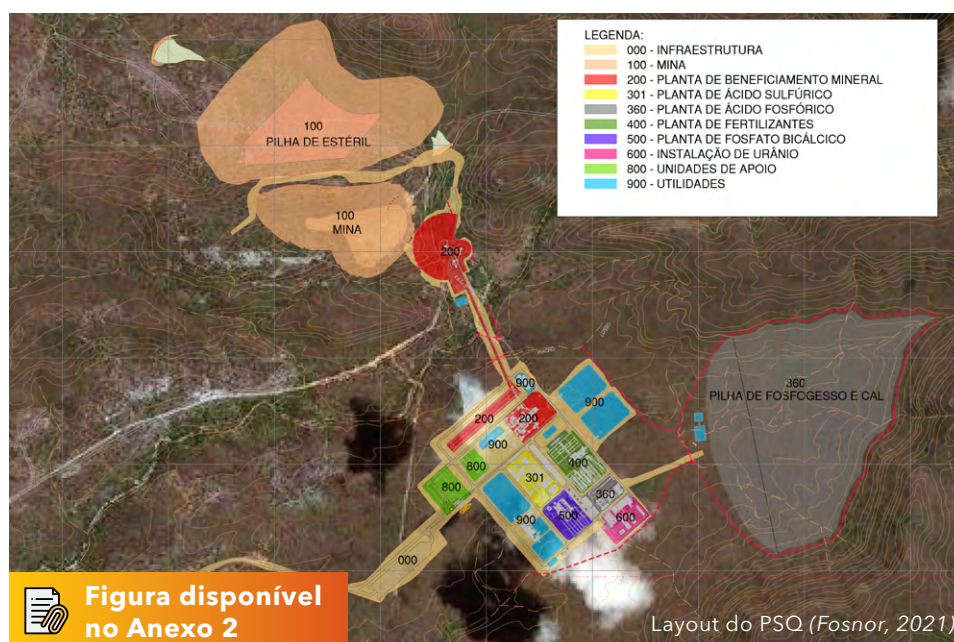 LEGENDA:
000 - INFRAESTRUTURA
100 - MINA
200 - PLANTA DE BENEFICIAMENTO MINERAL
301 - PLANTA DE ÁCIDO SULFÚRICO
360 - PLANTA DE ÁCIDO FOSFÓRICO
400 - PLANTA DE FERTILIZANTES
500 - PLANTA DE FOSFATO BICÁLCICO
600 - INSTALAÇÃO DE URÂNIO
800 - UNIDADES DE APOIO
900 - UTILIDADES
100
PILHA DE ESTÉRIL
100
MINA
200
360
PILHA DE FOSFOGESSO E CAL
900
900
200
200
900
800
400
301
800
360
500
900
600
000
Figura disponível
no Anexo 2
Layout do PSQ (Fosnor, 2021)